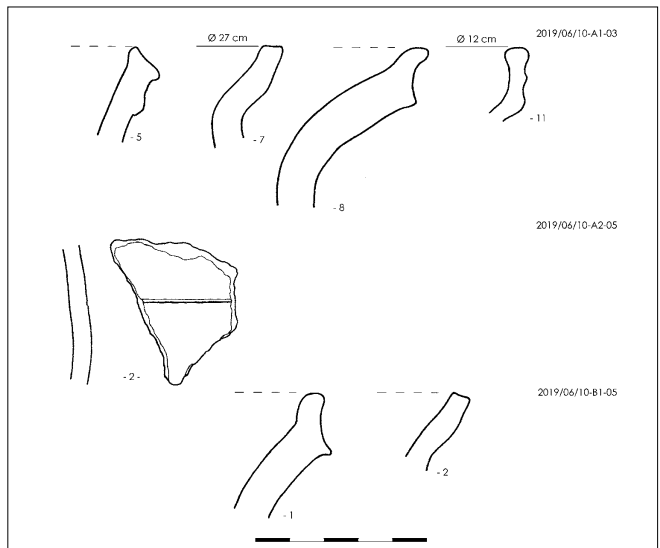 2019/06/10-A1-03
Ø 27 cm
Ø 12 cm
- 5
- 7
- 8
- 11
2019/06/10-A2-05
- 2 -
2019/06/10-B1-05
- 1
- 2